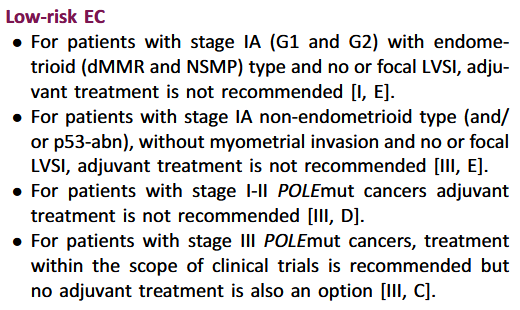 Low-risk EC
● For patients with stage IA (G1 and G2) with endome-
trioid (dMMR and NSMP) type and no or focal LVSI, adju-
vant treatment is not recommended [I, E].
● For patients with stage IA non-endometrioid type (and/
or p53-abn), without myometrial invasion and no or focal
LVSI, adjuvant treatment is not recommended [III, E].
● For patients with stage I-II POLEmut cancers adjuvant
treatment is not recommended [III, D].
● For patients with stage III POLEmut cancers, treatment
within the scope of clinical trials is recommended but
no adjuvant treatment is also an option [III, C].